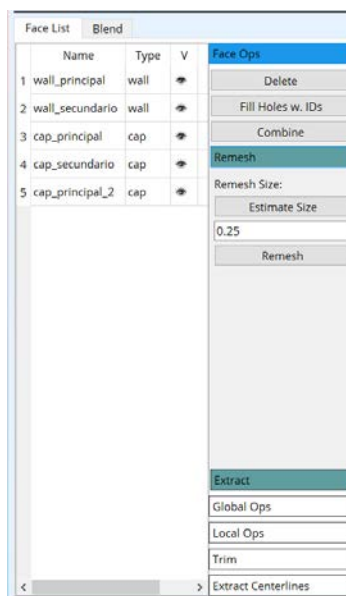 Face List Blend
Name Type V
1 wall_principal wall
2 wall_secundario wall
3 cap_principal cap
4 cap_secundario cap
5 cap_principal_2 cap
Face Ops
Delete
Fill Holes w. IDs
Combine
Remesh
Remesh Size:
Estimate Size
0.25
Remesh
Extract
Global Ops
Local Ops
Trim
Extract Centerlines